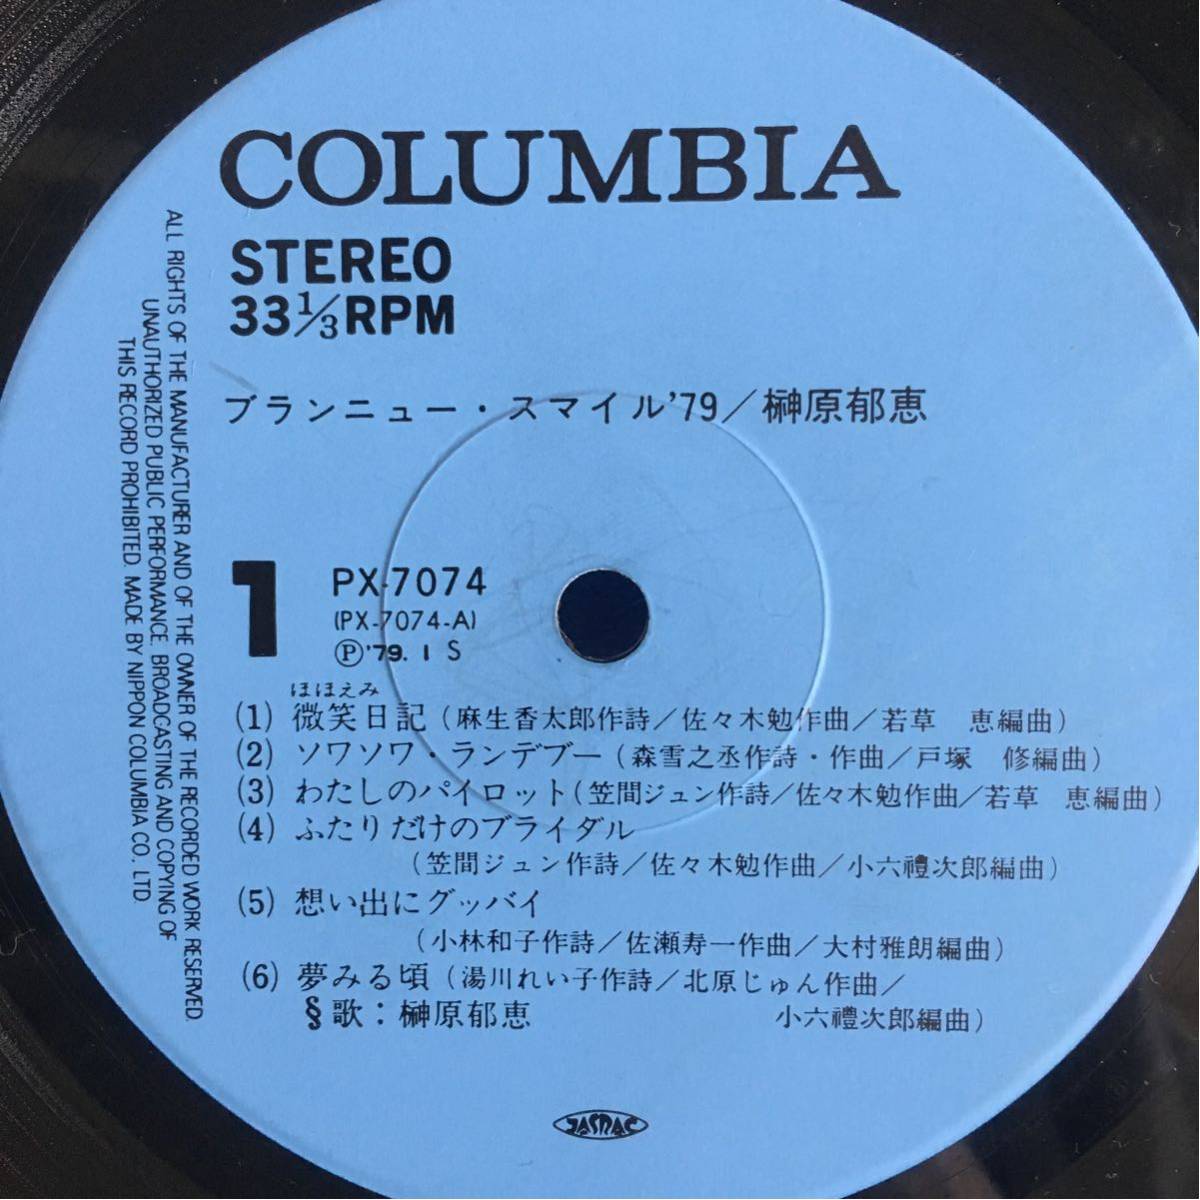 COLUMBIA
STEREO
33 1/3 RPM
ブランニュー・スマイル'79／榊原郁恵
1
PX-7074
(PX-7074-A)
Ⓟ'79. 1 S
ほほえみ
(1) 微笑日記（麻生香太郎作詩／佐々木勉作曲／若草　恵編曲）
(2) ソワソワ・ランデブー（森雪之丞作詩・作曲／戸塚　修編曲）
(3) わたしのパイロット（笠間ジュン作詩／佐々木勉作曲／若草　恵編曲）
(4) ふたりだけのブライダル
（笠間ジュン作詩／佐々木勉作曲／小六禮次郎編曲）
(5) 想い出にグッバイ
（小林和子作詩／佐瀬寿一作曲／大村雅朗編曲）
(6) 夢みる頃（湯川れい子作詩／北原じゅん作曲／
小六禮次郎編曲）
§歌：榊原郁恵
JASRAC
ALL RIGHTS OF THE MANUFACTURER AND OF THE OWNER OF THE RECORDED WORK RESERVED.
UNAUTHORIZED PUBLIC PERFORMANCE. BROADCASTING AND COPYING OF
THIS RECORD PROHIBITED. MADE BY NIPPON COLUMBIA CO. LTD.